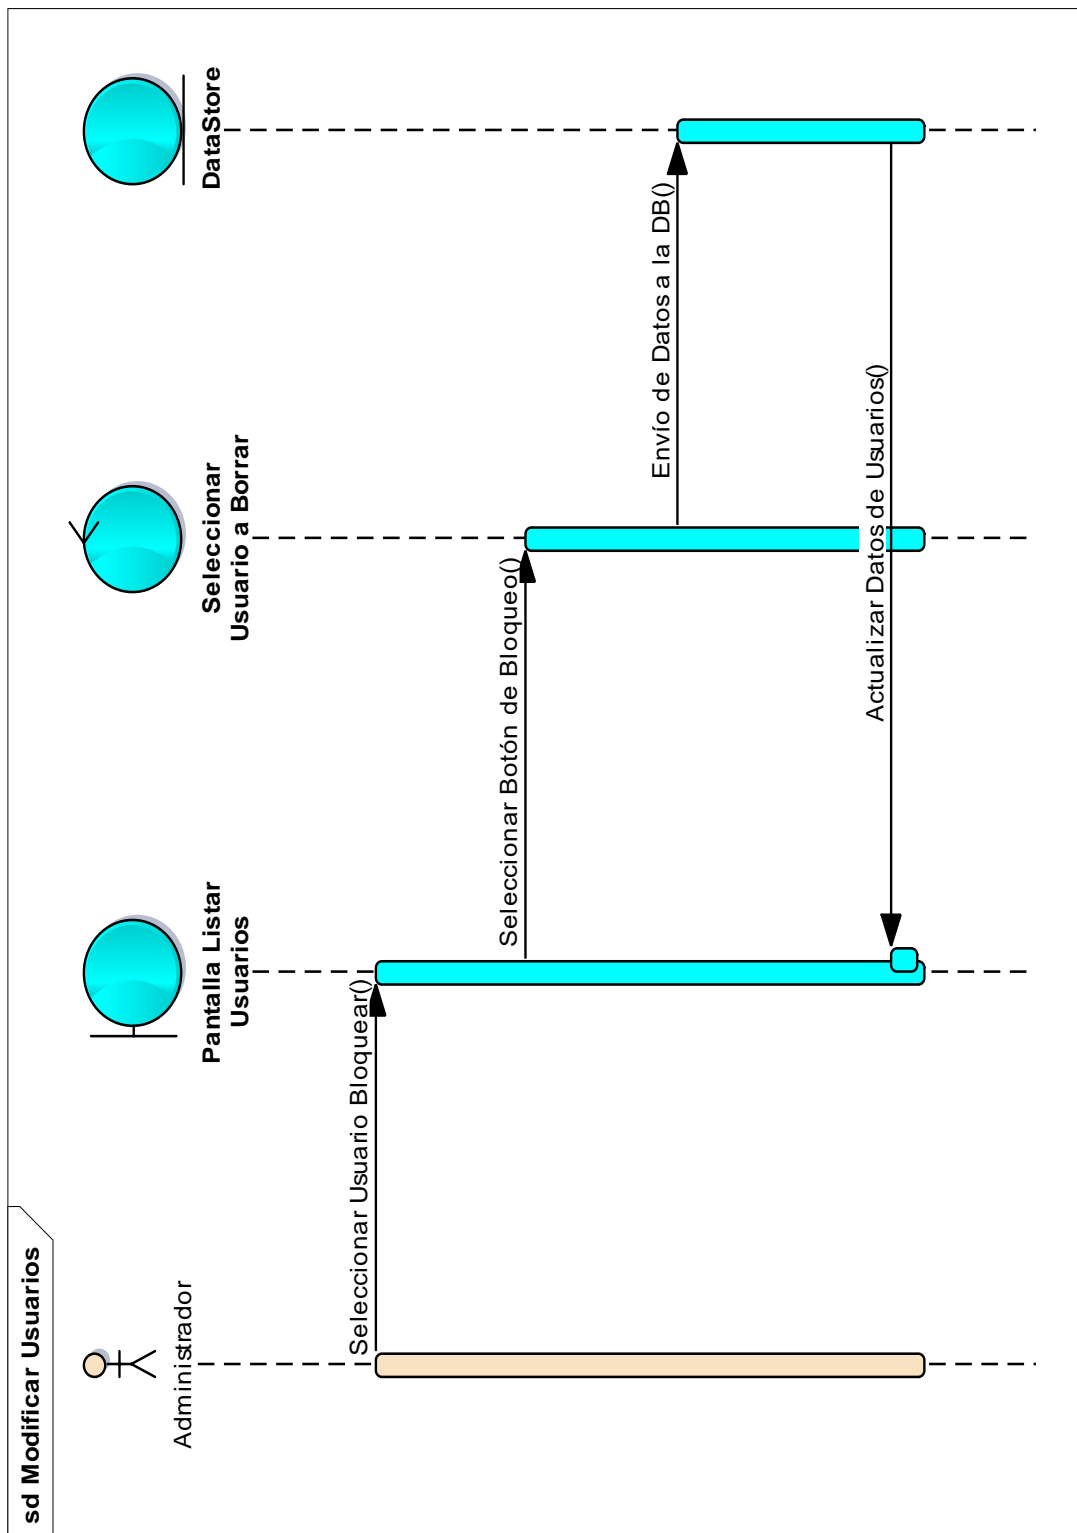 sd Modificar Usuarios
Administrador
Pantalla Listar
Usuarios
Seleccionar
Usuario a Borrar
DataStore
Seleccionar Usuario Bloquear()
Seleccionar Botón de Bloqueo()
Envío de Datos a la DB()
Actualizar Datos de Usuarios()